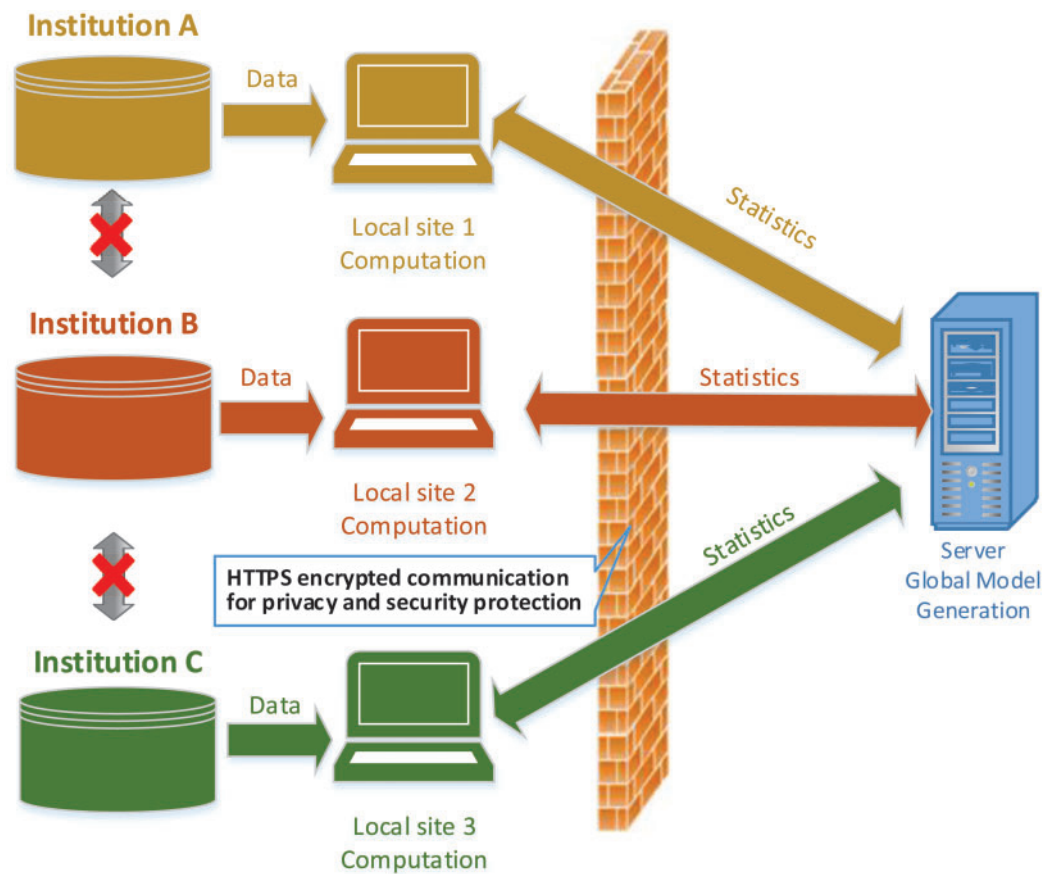 Institution A
Data
Local site 1
Computation
Statistics
Institution B
Data
Local site 2
Computation
Statistics
HTTPS encrypted communication
for privacy and security protection
Statistics
Server
Global Model
Generation
Institution C
Data
Local site 3
Computation